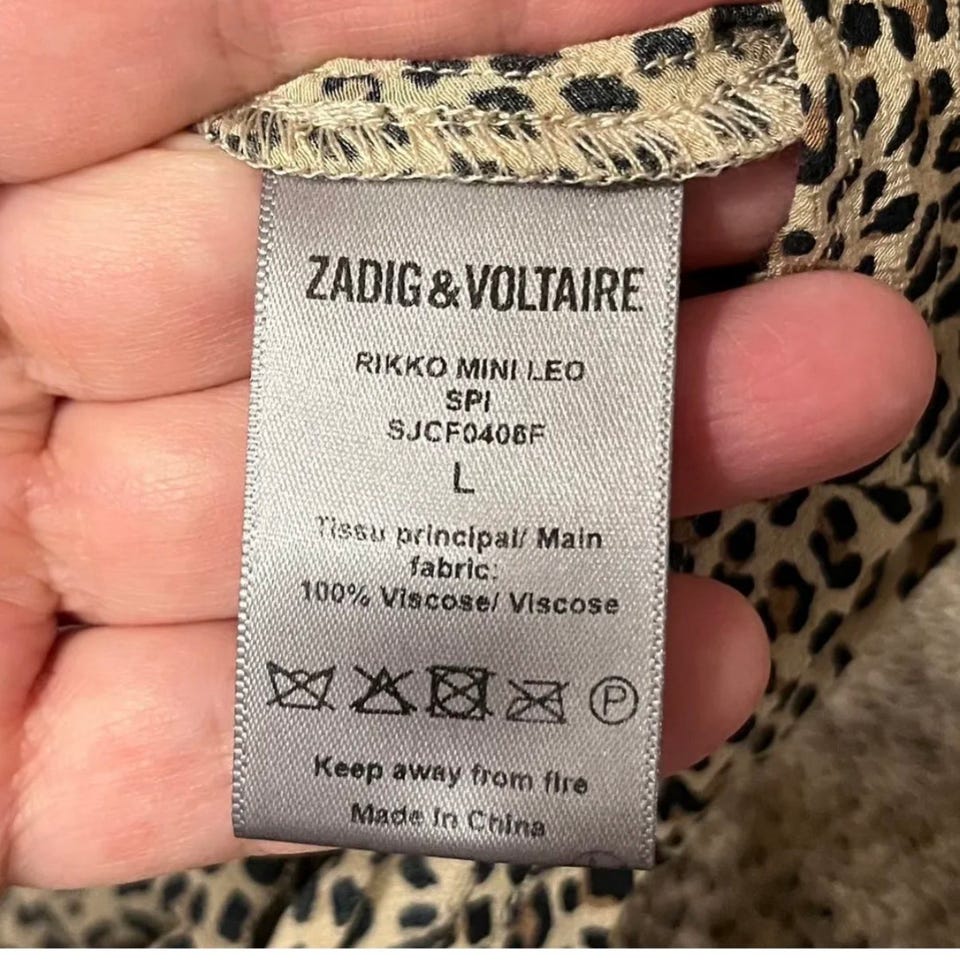 ZADIG&VOLTAIRE
RIKKO MINI LEO
SPI
SJCF0406F
L
Tissu principal/ Main
fabric:
100% Viscose/ Viscose
P
Keep away from fire
Made in China